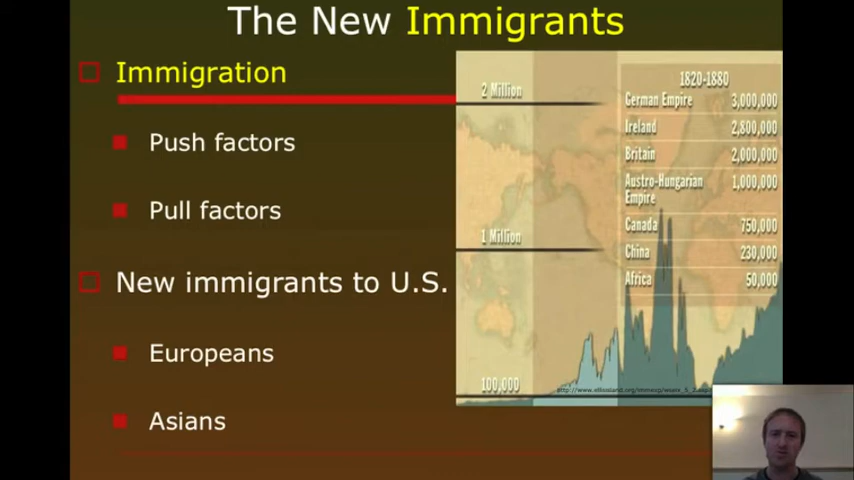 The New Immigrants
Immigration
Push factors
Pull factors
New immigrants to U.S.
Europeans
Asians
2 Million
1 Million
100,000
1820-1880
German Empire 3,000,000
Ireland 2,800,000
Britain 2,000,000
Austro-Hungarian
Empire 1,000,000
Canada 750,000
China 230,000
Africa 50,000